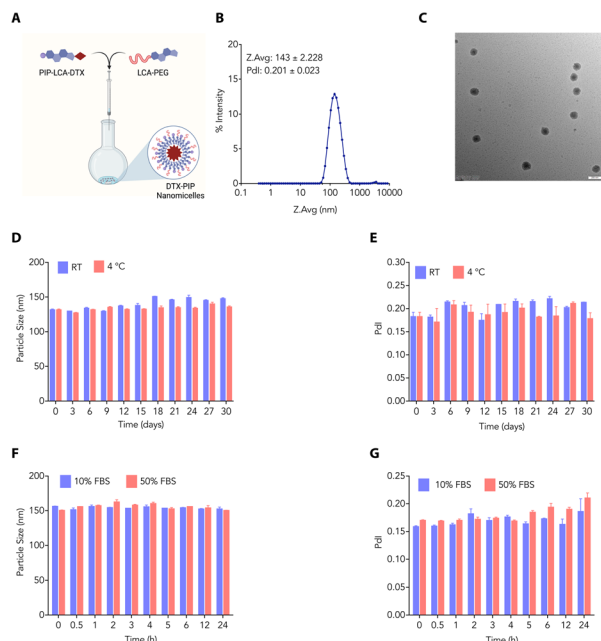 A
PIP-LCA-DTX
LCA-PEG
DTX-PIP
Nanomicelles
B
Z.Avg: 143 ± 2.228
PdI: 0.201 ± 0.023
% Intensity
20
15
10
5
0
0.1 1 10 100 1000 10000
Z.Avg (nm)
C
D
RT 4 °C
Particle Size (nm)
200
150
100
50
0
0 3 6 9 12 15 18 21 24 27 30
Time (days)
E
RT 4 °C
PdI
0.30
0.25
0.20
0.15
0.10
0.05
0.00
0 3 6 9 12 15 18 21 24 27 30
Time (days)
F
10% FBS 50% FBS
Particle Size (nm)
200
150
100
50
0
0 0.5 1 2 3 4 5 6 12 24
Time (h)
G
10% FBS 50% FBS
PdI
0.25
0.20
0.15
0.10
0.05
0.00
0 0.5 1 2 3 4 5 6 12 24
Time (h)